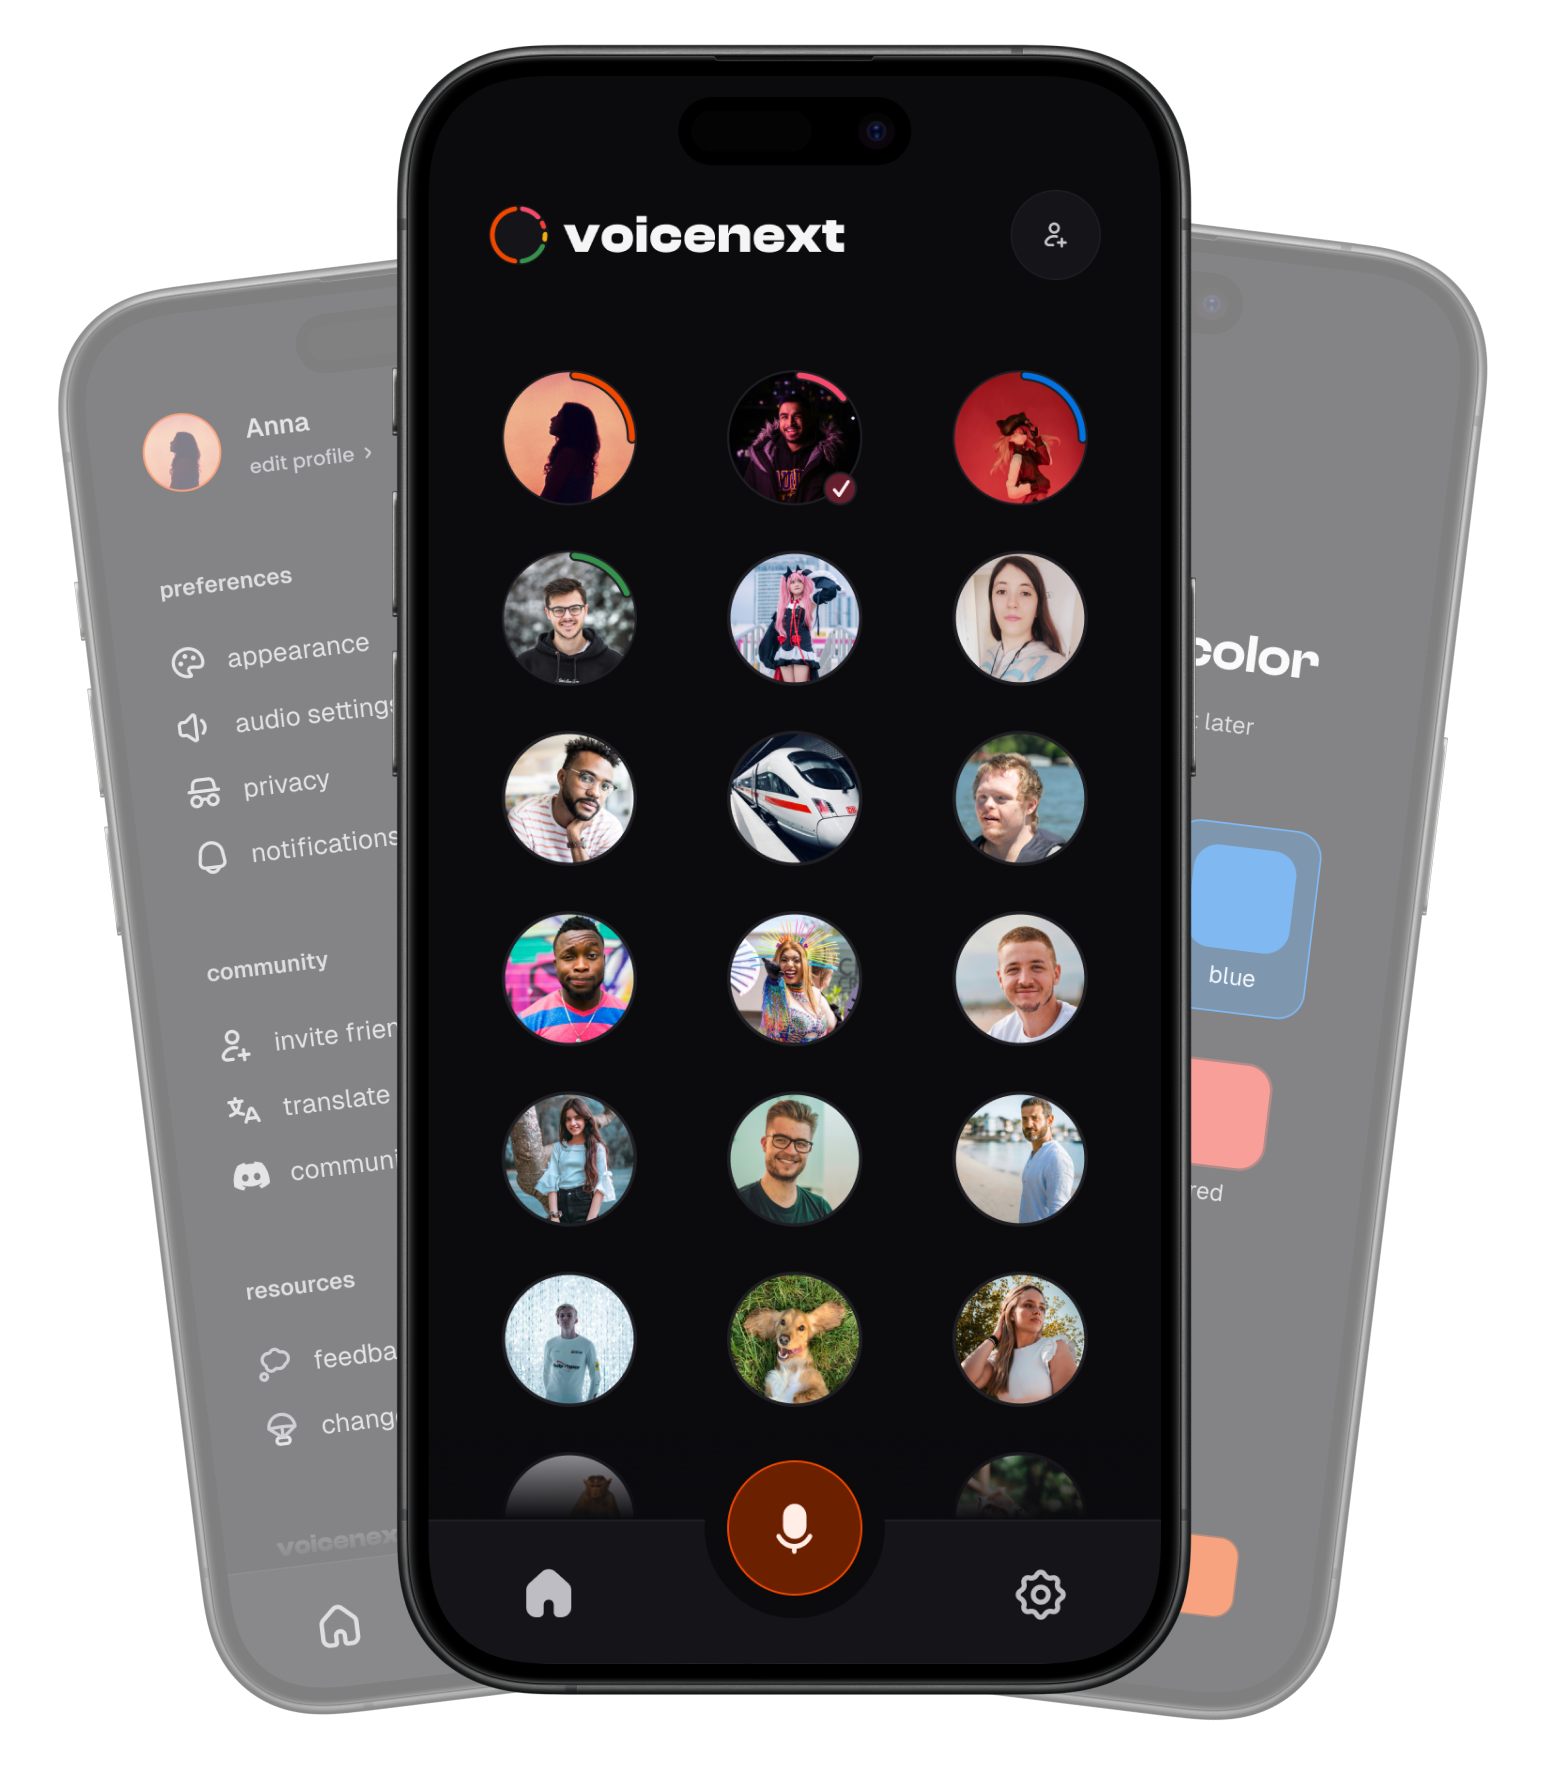 voicenext
Anna
edit profile
preferences
appearance
audio settings
privacy
notifications
community
invite frien
translate
communi
resources
feedba
chang
voicenex
color
t later
blue
red